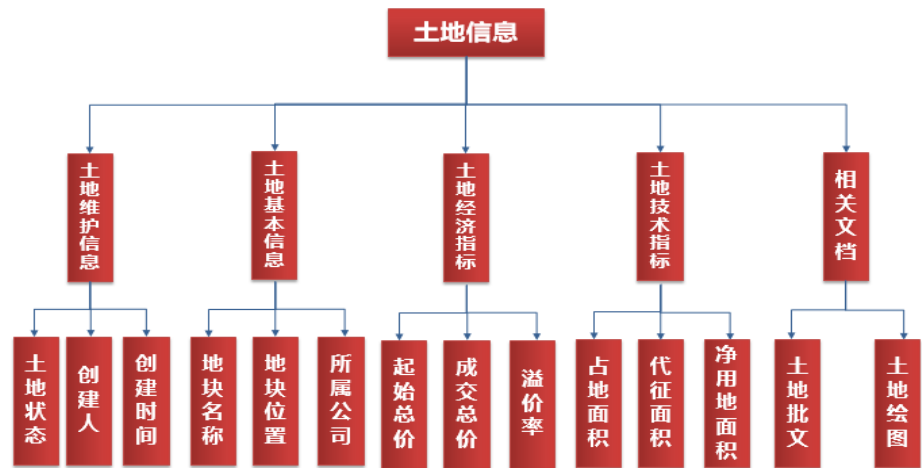 土地信息
土地维护信息
土地基本信息
土地经济指标
土地技术指标
相关文档
土地状态
创建人
创建时间
地块名称
地块位置
所属公司
起始总价
成交总价
溢价率
占地面积
代征面积
净用地面积
土地批文
土地绘图